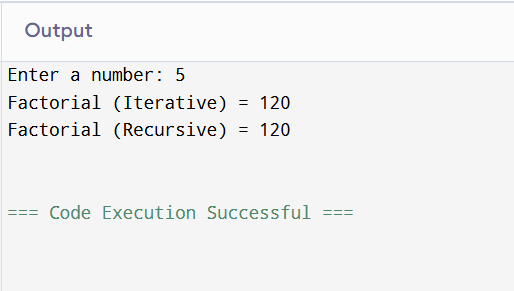 Output
Enter a number: 5
Factorial (Iterative) = 120
Factorial (Recursive) = 120
=== Code Execution Successful ===